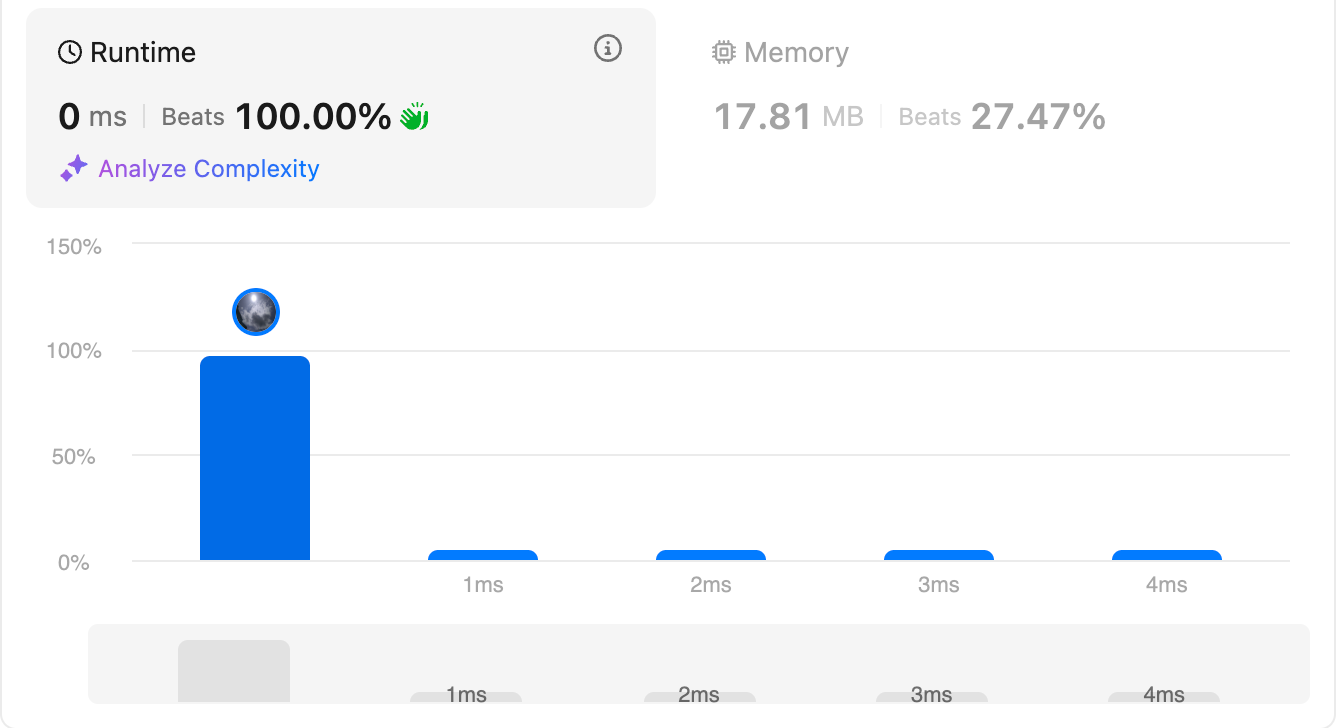 Runtime
0 ms Beats 100.00%
Analyze Complexity
Memory
17.81 MB Beats 27.47%
150%
100%
50%
0%
1ms 2ms 3ms 4ms
1ms 2ms 3ms 4ms